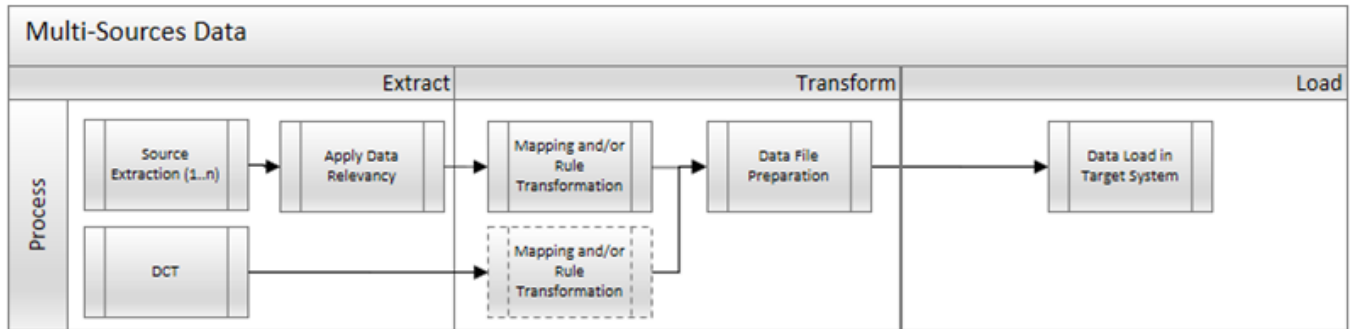 Multi-Sources Data
Extract
Transform
Load
Process
Source
Extraction (1..n)
Apply Data
Relevancy
Mapping and/or
Rule
Transformation
Data File
Preparation
Data Load in
Target System
DCT
Mapping and/or
Rule
Transformation